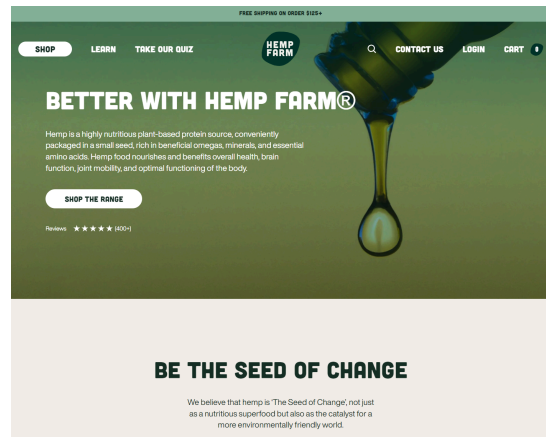 FREE SHIPPING ON ORDER $125+
SHOP
LEARN
TAKE OUR QUIZ
HEMP
FARM
CONTACT US
LOGIN
CART
0
BETTER WITH HEMP FARM®
Hemp is a highly nutritious plant-based protein source, conveniently
packaged in a small seed, rich in beneficial omegas, minerals, and essential
amino acids. Hemp food nourishes and benefits overall health, brain
function, joint mobility, and optimal functioning of the body.
SHOP THE RANGE
Reviews ★★★★★ (400+)
BE THE SEED OF CHANGE
We believe that hemp is 'The Seed of Change', not just
as a nutritious superfood but also as the catalyst for a
more environmentally friendly world.